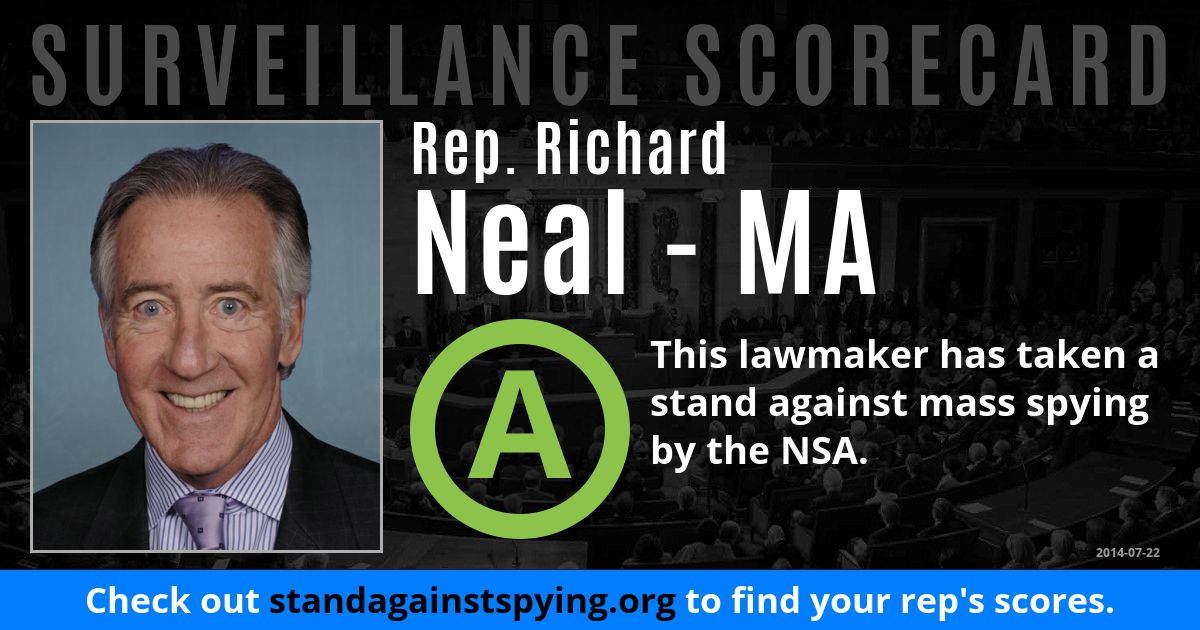 SURVEILLANCE SCORECARD
Rep. Richard
Neal - MA
A
This lawmaker has taken a
stand against mass spying
by the NSA.
2014-07-22
Check out standagainstspying.org to find your rep's scores.